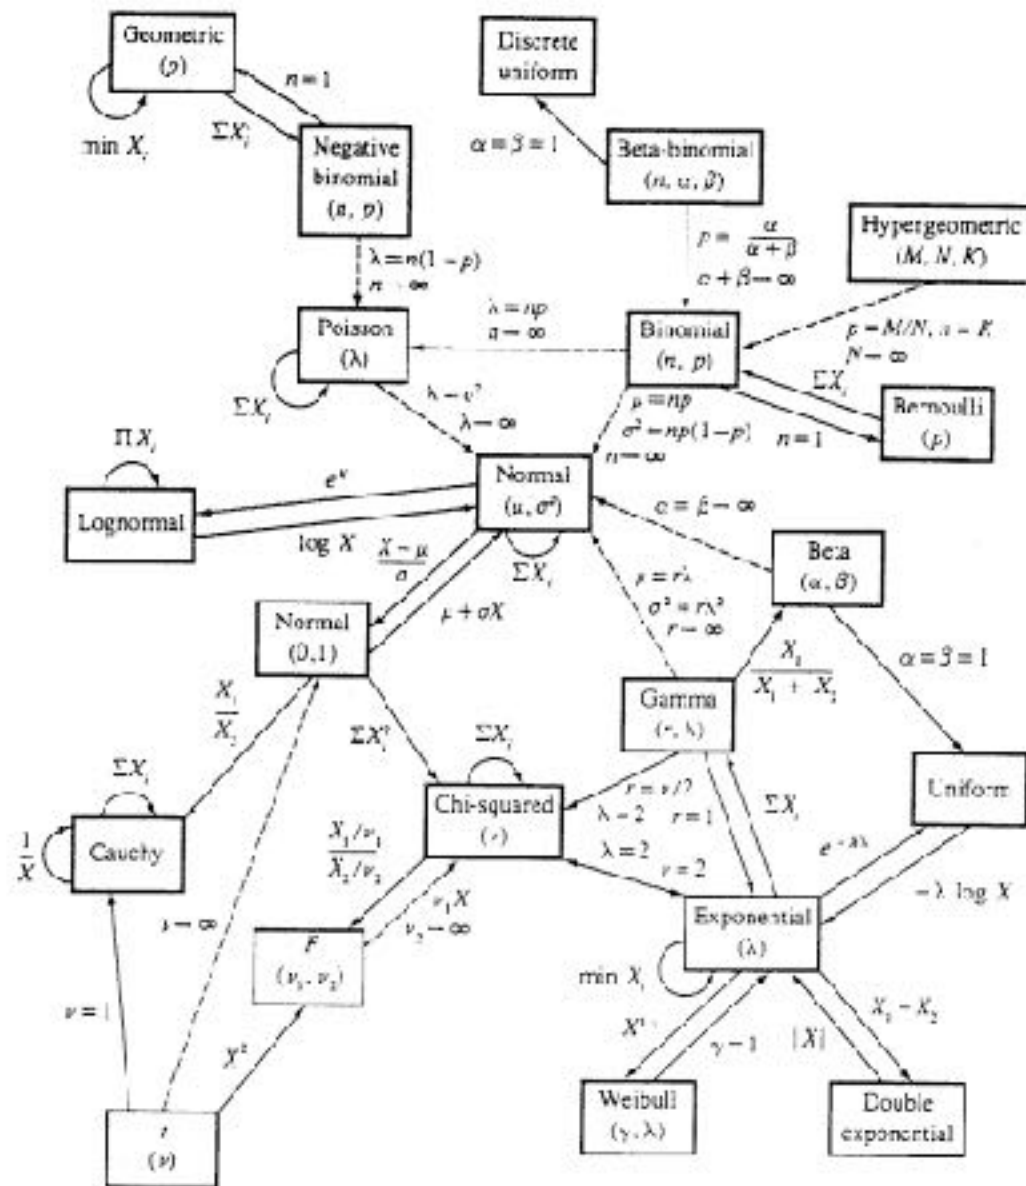 Geometric
(p)
n = 1
min X_i
ΣX_i
Negative
binomial
(n, p)
Discrete
uniform
α = β = 1
Beta-binomial
(n, α, β)
p = α / (α + β)
α + β → ∞
Hypergeometric
(M, N, K)
λ = n(1 − p)
n → ∞
λ = np
n → ∞
Poisson
(λ)
Binomial
(n, p)
p = M/N, n = K
N → ∞
ΣX_i
ΣX_i
λ = σ²
λ → ∞
μ = np
σ² = np(1−p)
n → ∞
n = 1
Bernoulli
(p)
ΠX_i
Lognormal
log X
Normal
(μ, σ²)
α = β → ∞
(X − μ)/σ
ΣX_i
μ + σX
μ = rλ
σ² = rλ²
r → ∞
Beta
(α, β)
Normal
(0,1)
X_1/(X_1 + X_2)
α = β = 1
Gamma
(r, λ)
ΣX_i²
ΣX_i
ΣX_i
Chi-squared
r = ν/2
λ = 2
r = 1
ΣX_i
Uniform
1/X
Cauchy
(X_1/ν_1)/(X_2/ν_2)
λ = 2
ν = 2
− λ log X
ν → ∞
F
(ν_1, ν_2)
ν_1 X
ν_2 → ∞
Exponential
(λ)
min X_i
ν = 1
X²
γ = 1
|X|
X_1 − X_2
t
(ν)
Weibull
(γ, λ)
Double
exponential